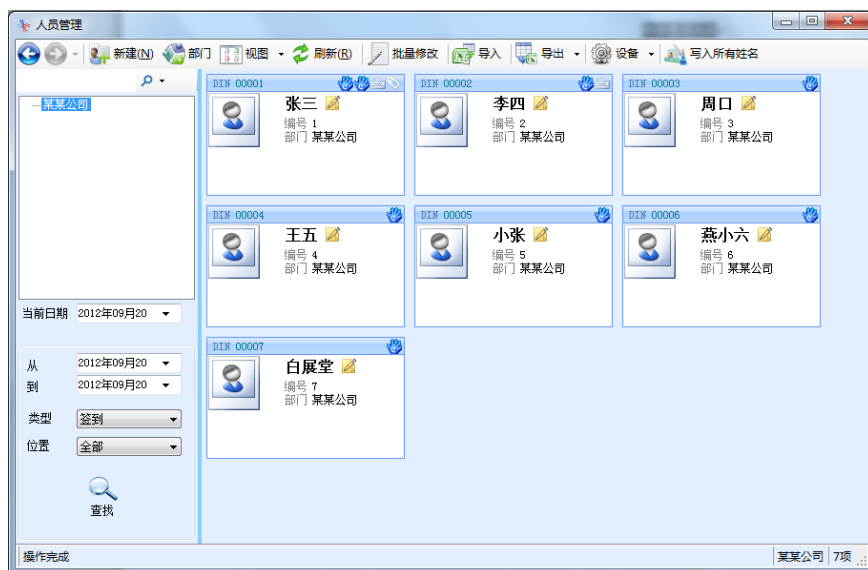 人员管理
新建(N) 部门 视图 刷新(R) 批量修改 导入 导出 设备 写入所有姓名
某某公司
当前日期 2012年09月20
从 2012年09月20
到 2012年09月20
类型 签到
位置 全部
查找
DIN 00001
张三
编号 1
部门 某某公司
DIN 00002
李四
编号 2
部门 某某公司
DIN 00003
周口
编号 3
部门 某某公司
DIN 00004
王五
编号 4
部门 某某公司
DIN 00005
小张
编号 5
部门 某某公司
DIN 00006
燕小六
编号 6
部门 某某公司
DIN 00007
白展堂
编号 7
部门 某某公司
操作完成
某某公司 7项